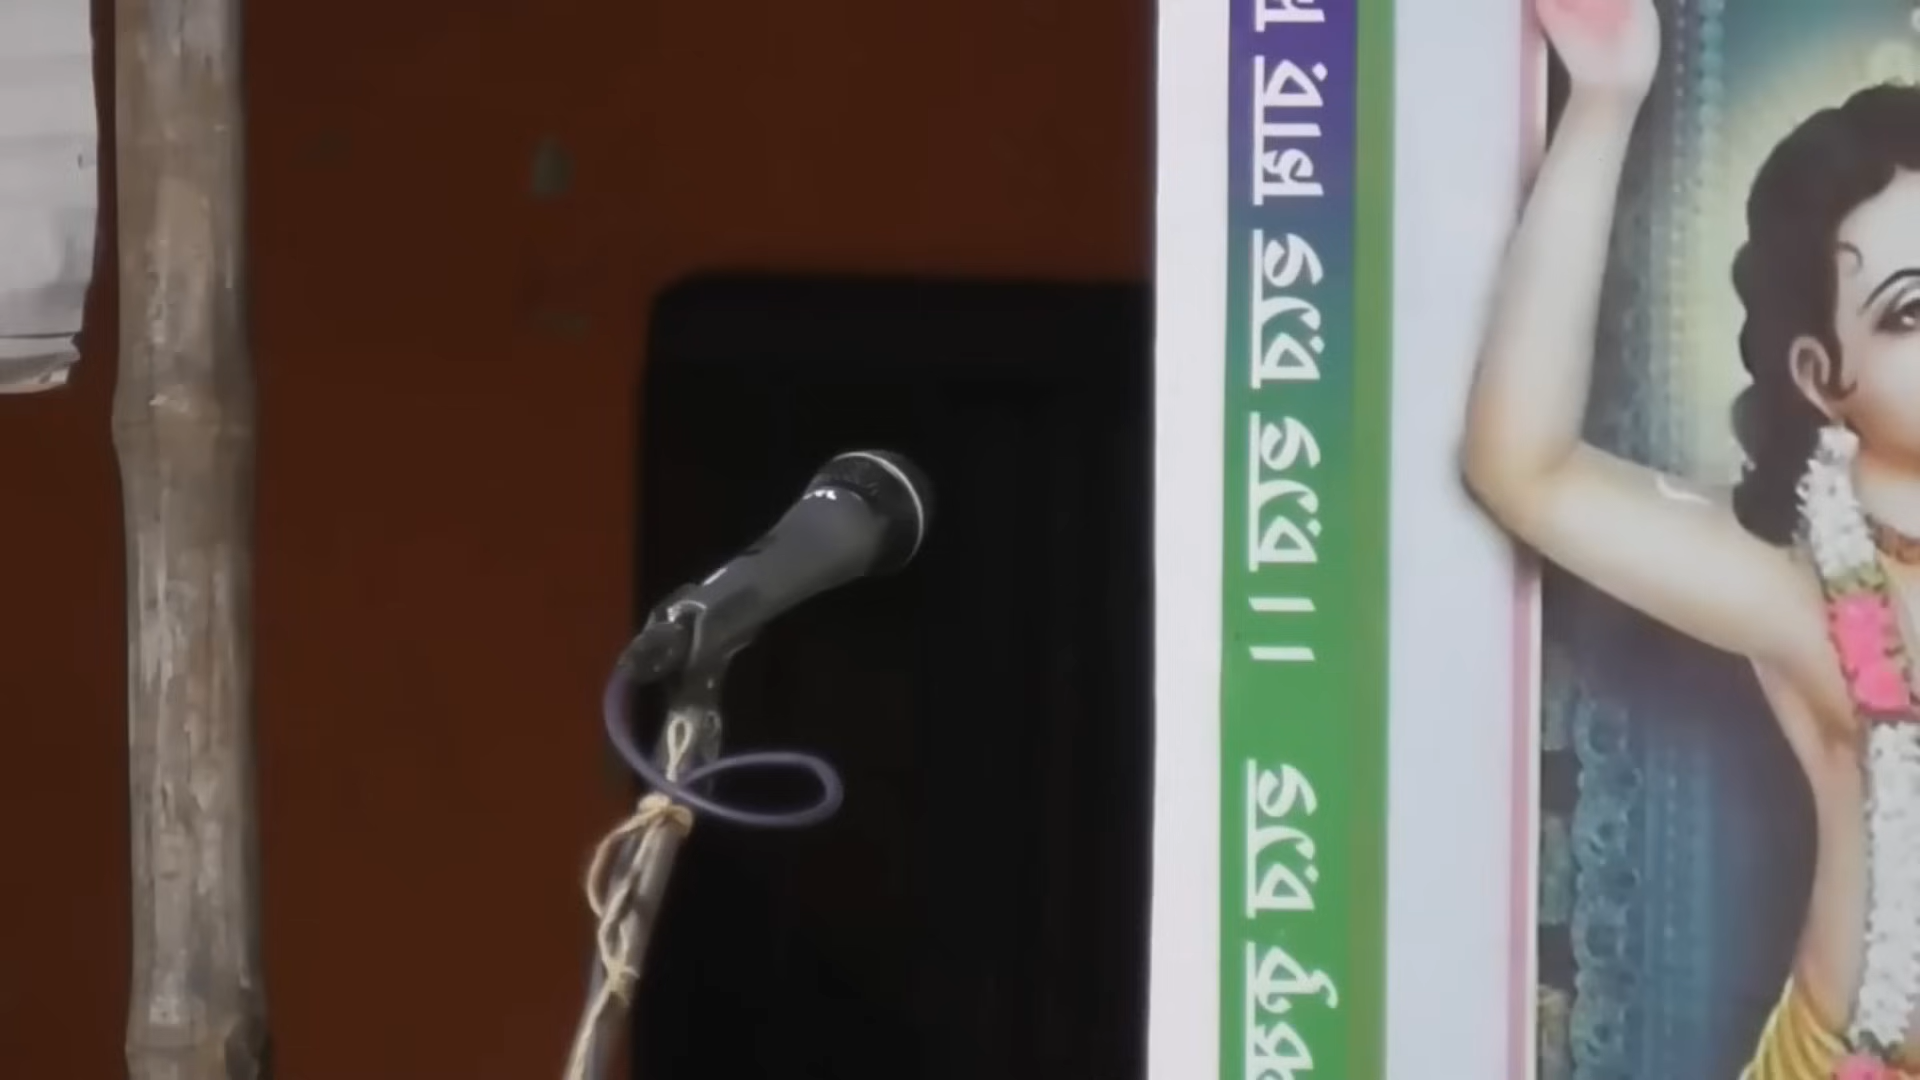 রাম হরে হরে ।। হরে কৃষ্ণ